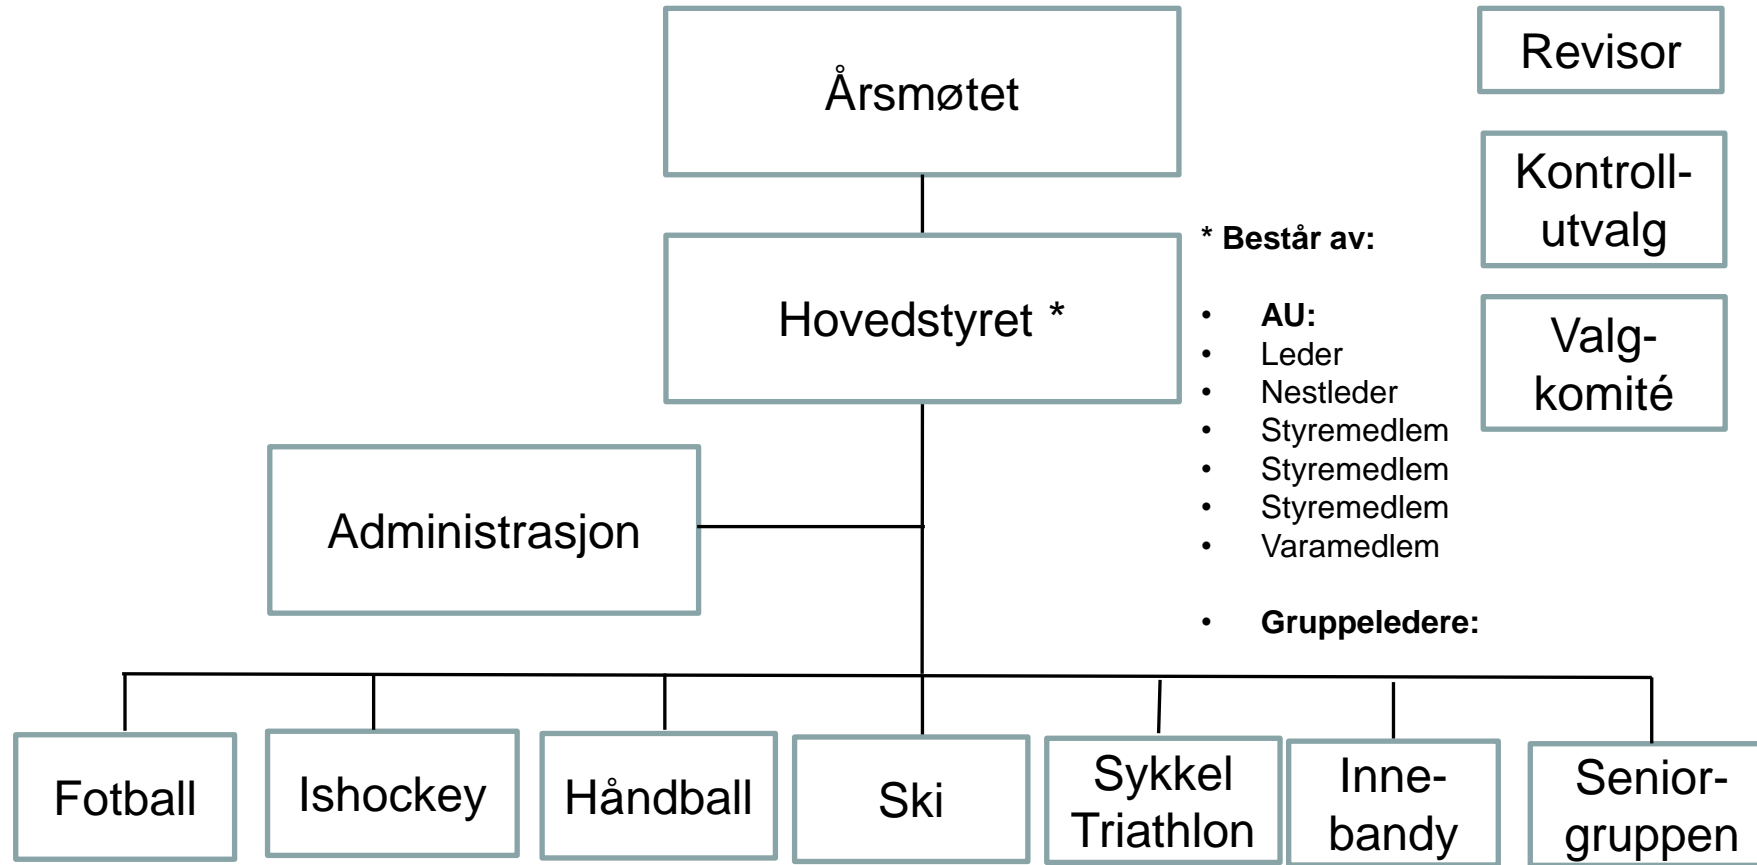 Årsmøtet
Revisor
Kontroll-
utvalg
Valg-
komité
Hovedstyret *
* Består av:
• AU:
• Leder
• Nestleder
• Styremedlem
• Styremedlem
• Styremedlem
• Varamedlem
• Gruppeledere:
Administrasjon
Fotball
Ishockey
Håndball
Ski
Sykkel
Triathlon
Inne-
bandy
Senior-
gruppen